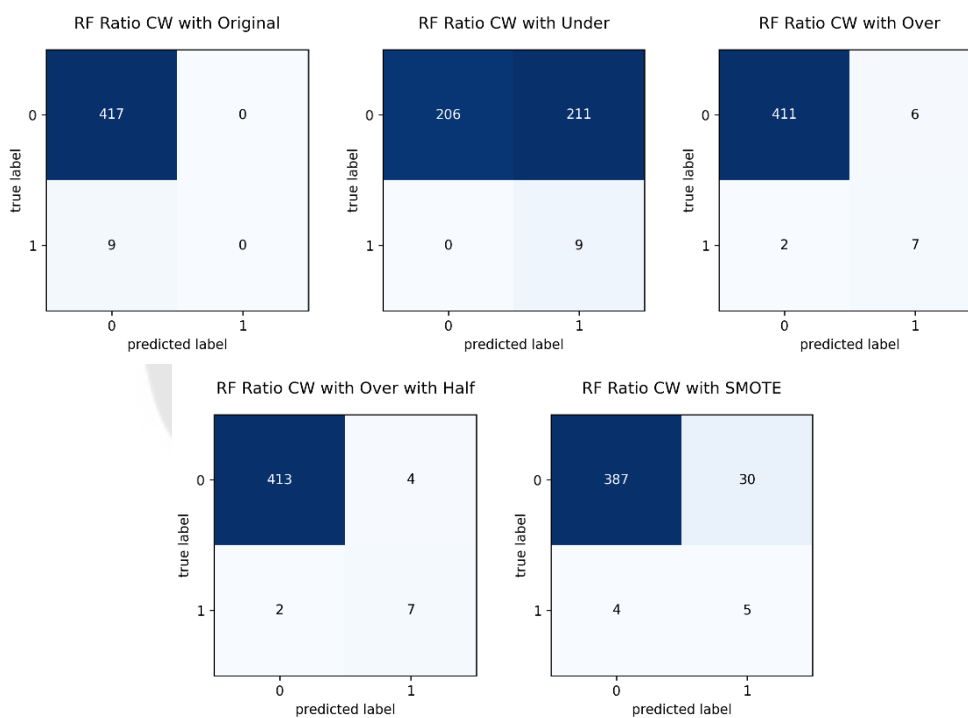 RF Ratio CW with Original
0
417
0
true label
1
9
0
0
1
predicted label
RF Ratio CW with Under
0
206
211
true label
1
0
9
0
1
predicted label
RF Ratio CW with Over
0
411
6
true label
1
2
7
0
1
predicted label
RF Ratio CW with Over with Half
0
413
4
true label
1
2
7
0
1
predicted label
RF Ratio CW with SMOTE
0
387
30
true label
1
4
5
0
1
predicted label